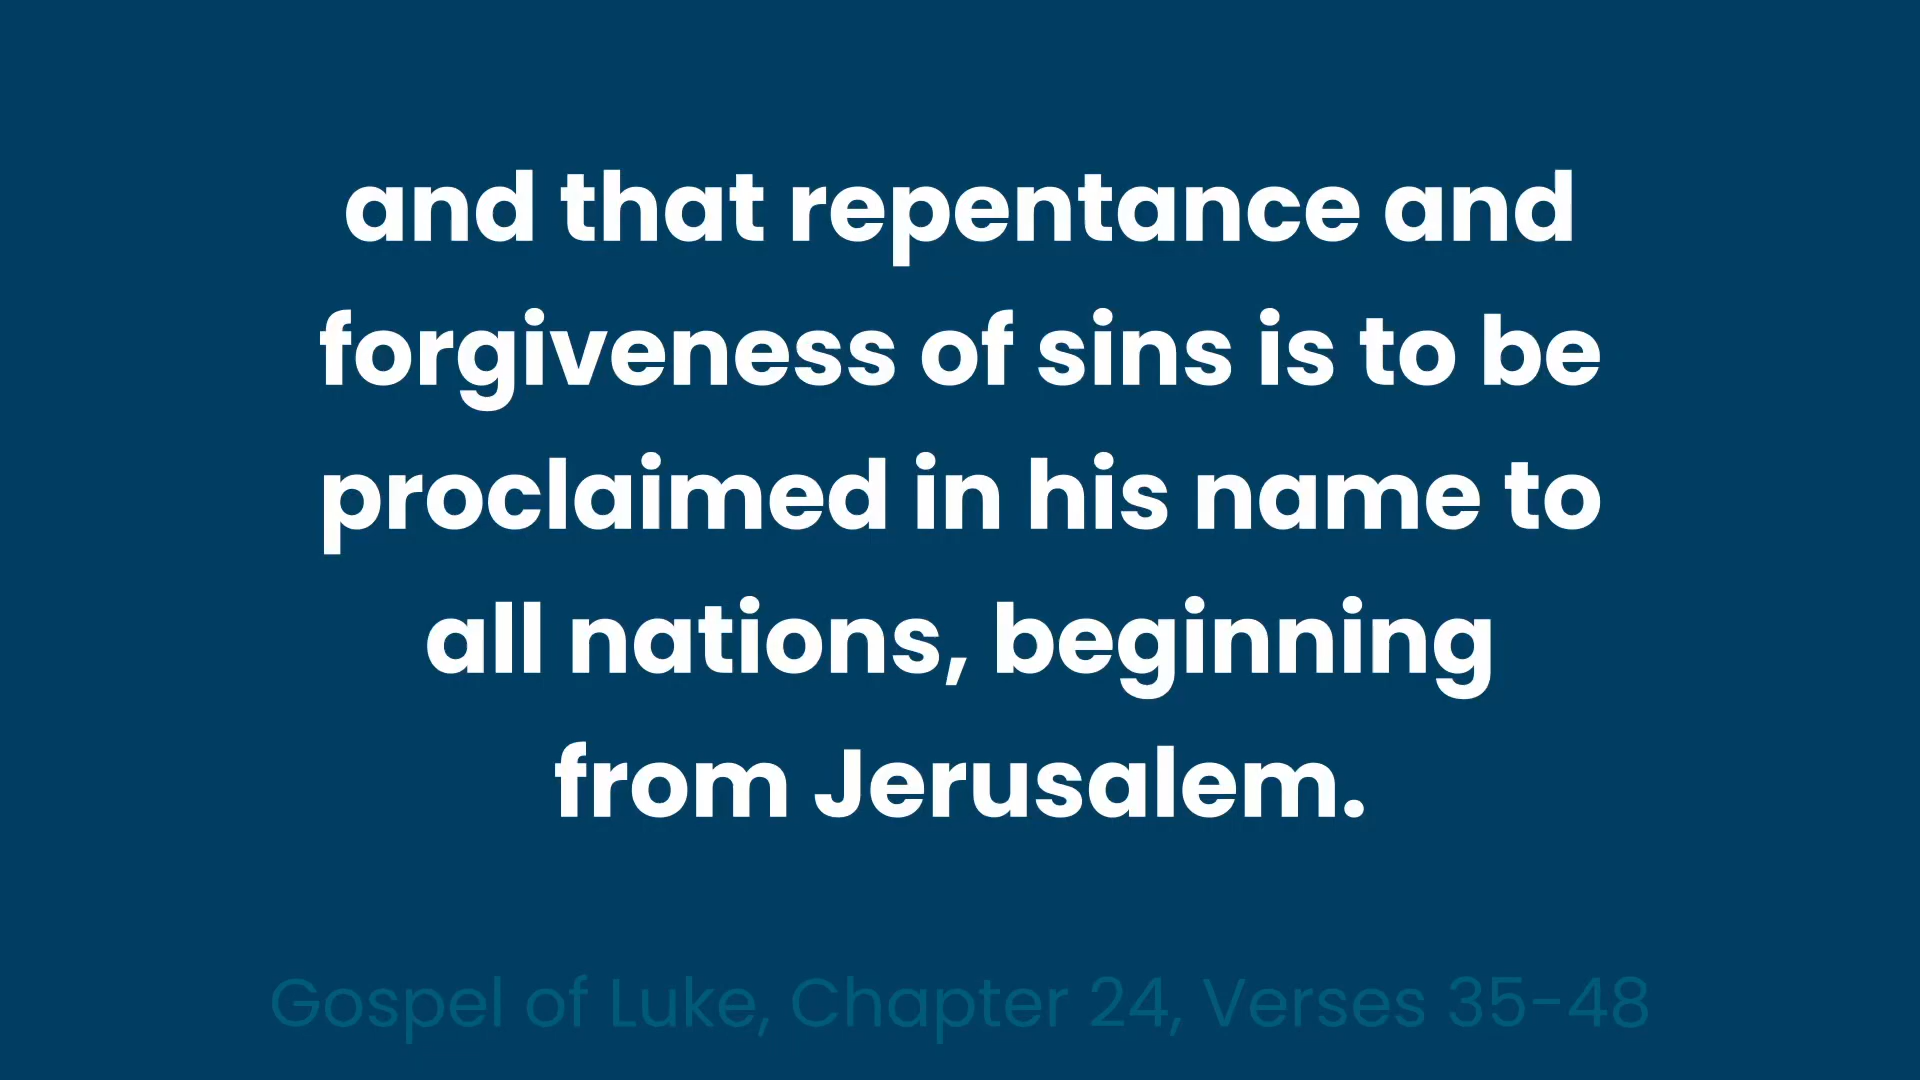 and that repentance and
forgiveness of sins is to be
proclaimed in his name to
all nations, beginning
from Jerusalem.
Gospel of Luke, Chapter 24, Verses 35-48